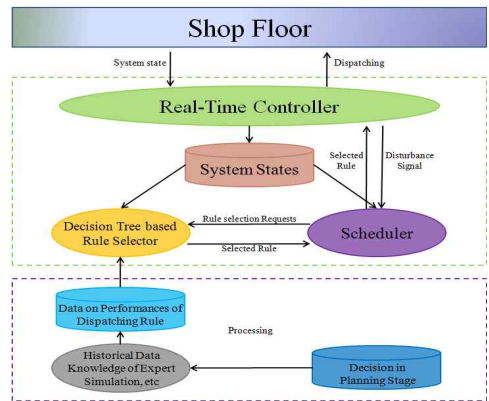 Shop Floor
System state
Dispatching
Real-Time Controller
System States
Selected
Rule
Disturbance
Signal
Rule selection Requests
Decision Tree based
Rule Selector
Scheduler
Selected Rule
Data on Performances of
Dispatching Rule
Processing
Historical Data
Knowledge of Expert
Simulation, etc
Decision in
Planning Stage